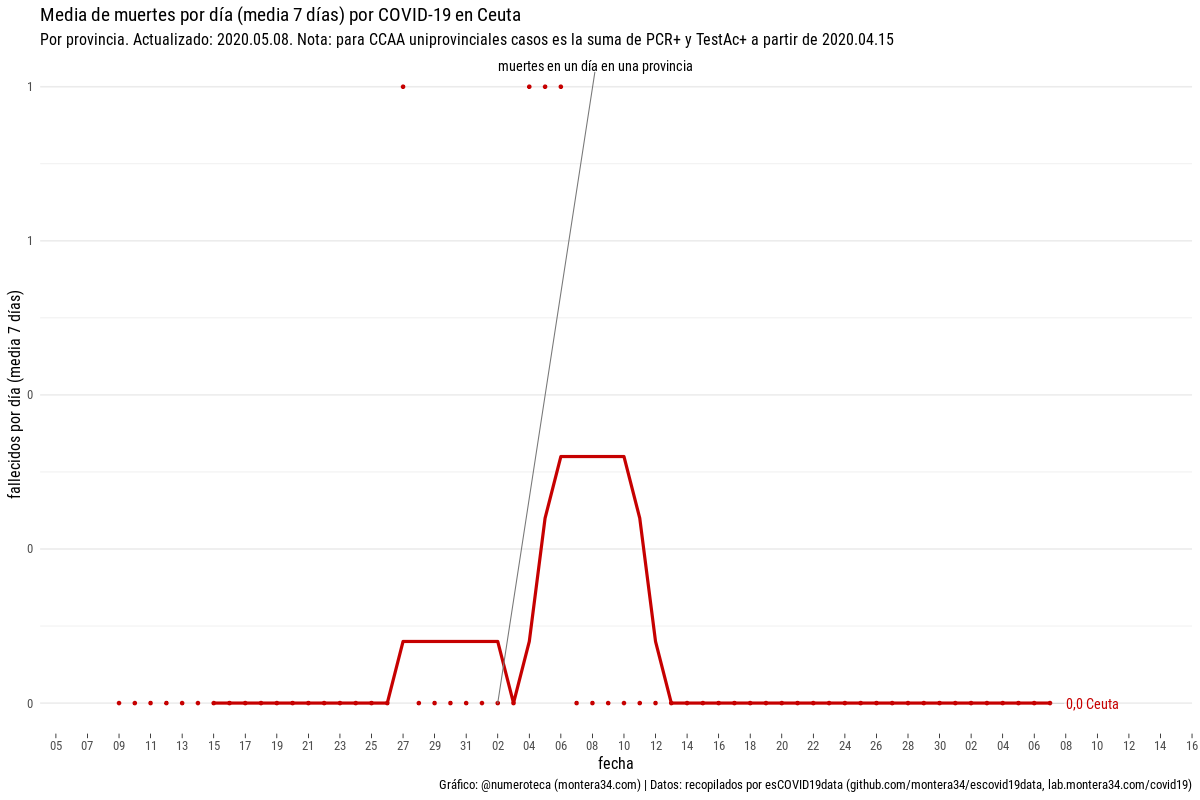 Media de muertes por día (media 7 días) por COVID-19 en Ceuta
Por provincia. Actualizado: 2020.05.08. Nota: para CCAA uniprovinciales casos es la suma de PCR+ y TestAc+ a partir de 2020.04.15
muertes en un día en una provincia
1
1
0
0
0
fallecidos por día (media 7 días)
0,0 Ceuta
05 07 09 11 13 15 17 19 21 23 25 27 29 31 02 04 06 08 10 12 14 16 18 20 22 24 26 28 30 02 04 06 08 10 12 14 16
fecha
Gráfico: @numeroteca (montera34.com) | Datos: recopilados por esCOVID19data (github.com/montera34/escovid19data, lab.montera34.com/covid19)